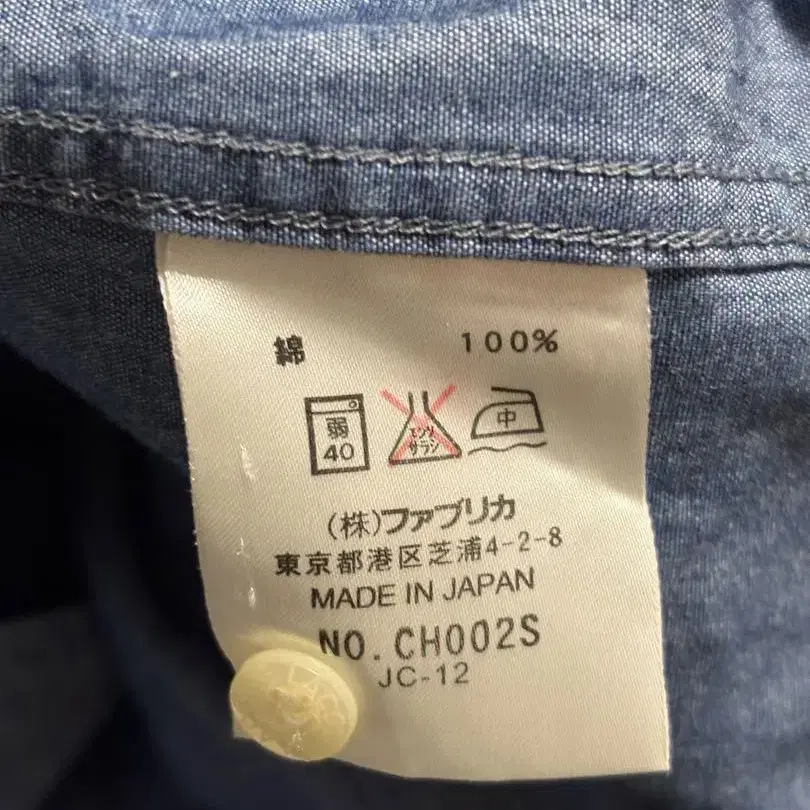 綿 100%
弱 40
エンソ サラシ
中
(株)ファブリカ
東京都港区芝浦4-2-8
MADE IN JAPAN
NO. CH002S
JC-12